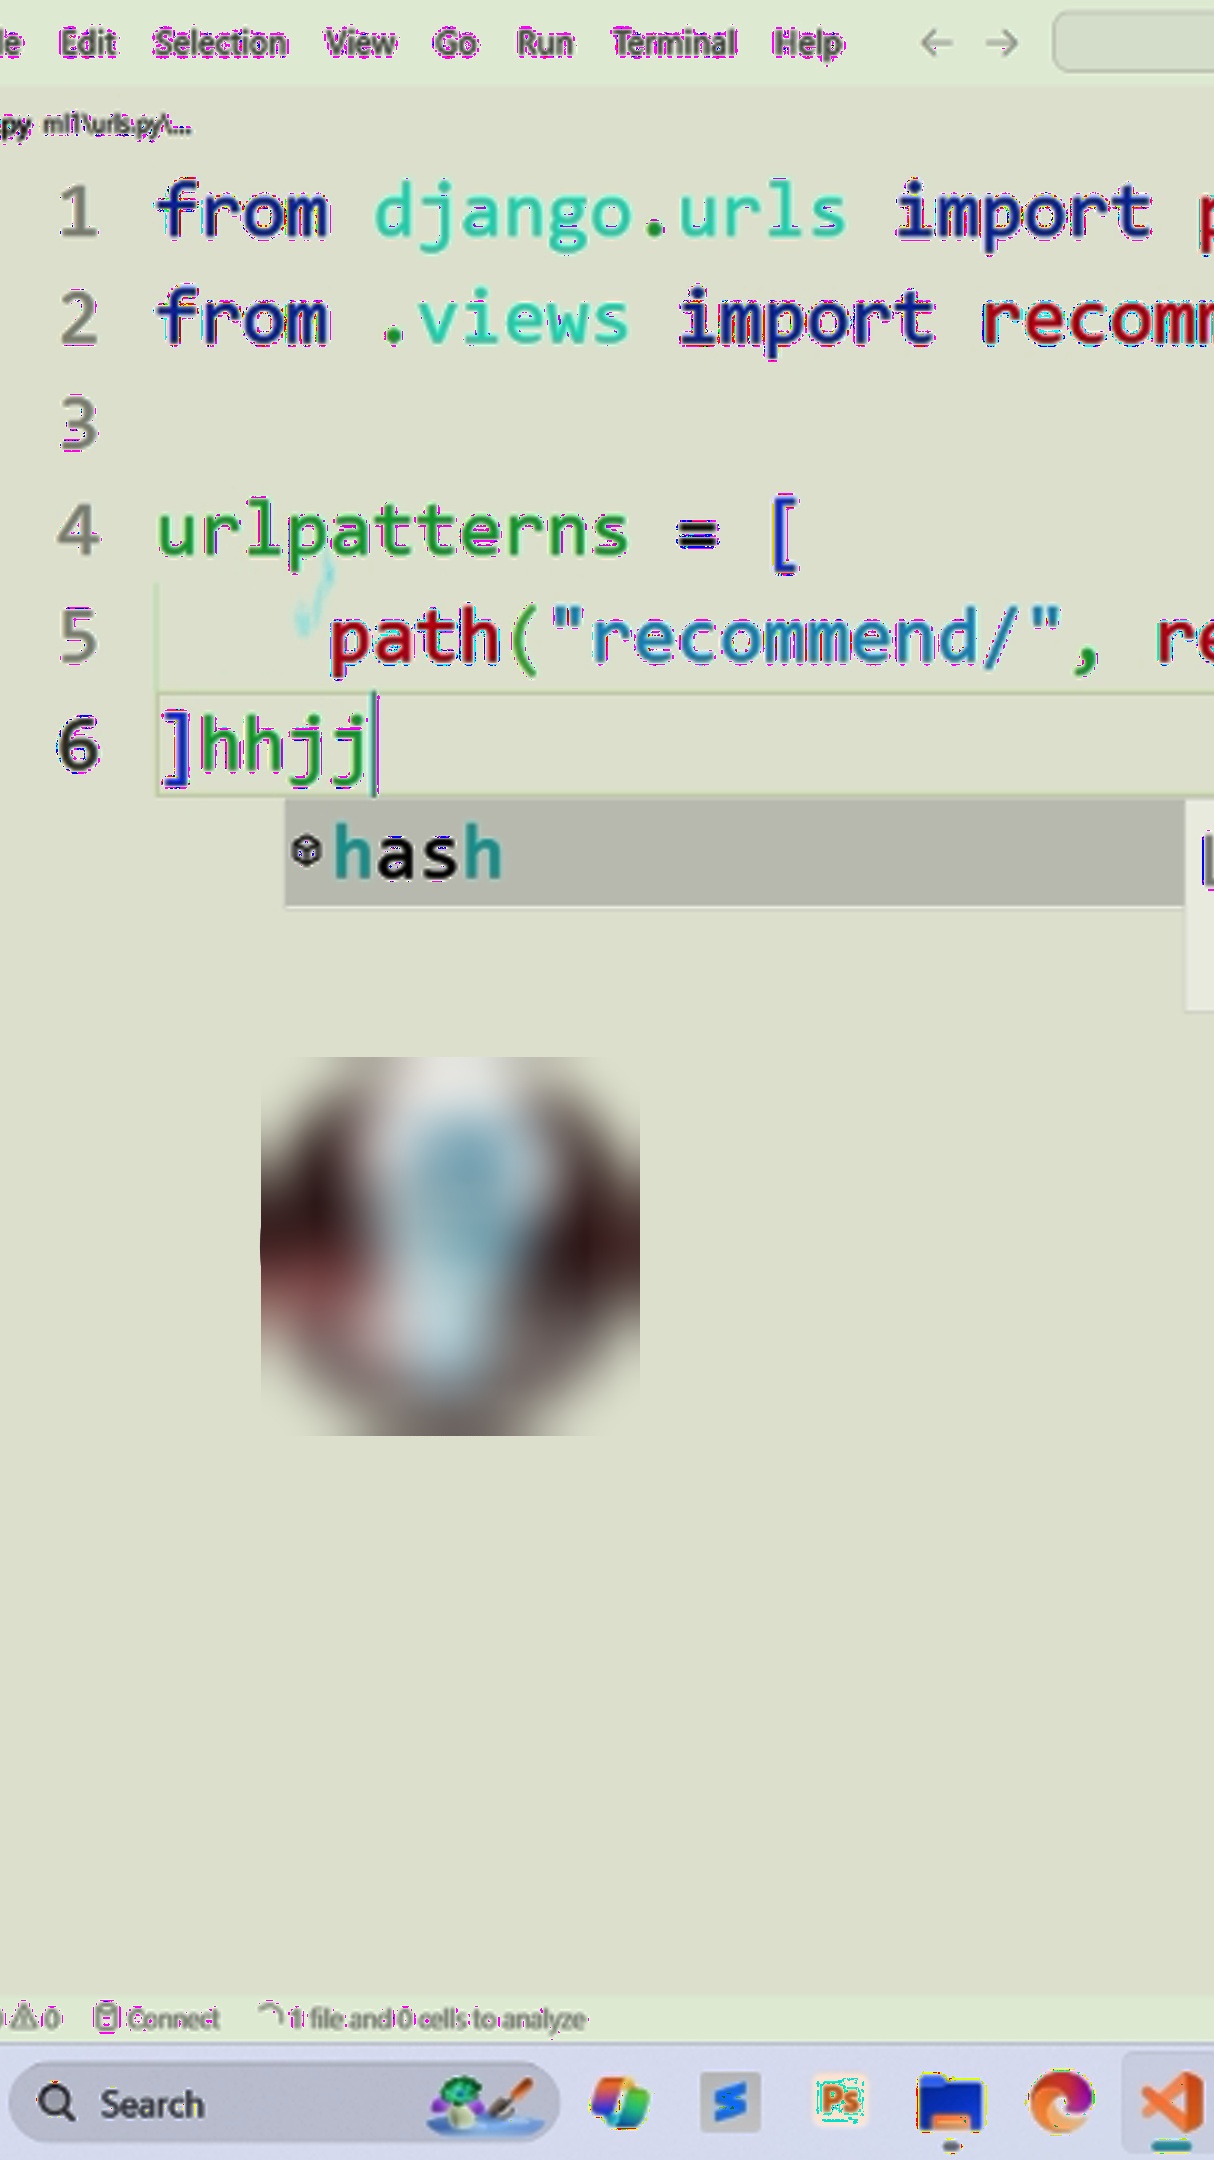 Edit Selection View Go Run Terminal Help
py ml1\urls.py\...
1 from django.urls import
2 from .views import recomm
3
4 urlpatterns = [
5 path("recommend/", re
6 ]hhjj
hash
0 Connect 1 file and 0 cells to analyze
Search Ps